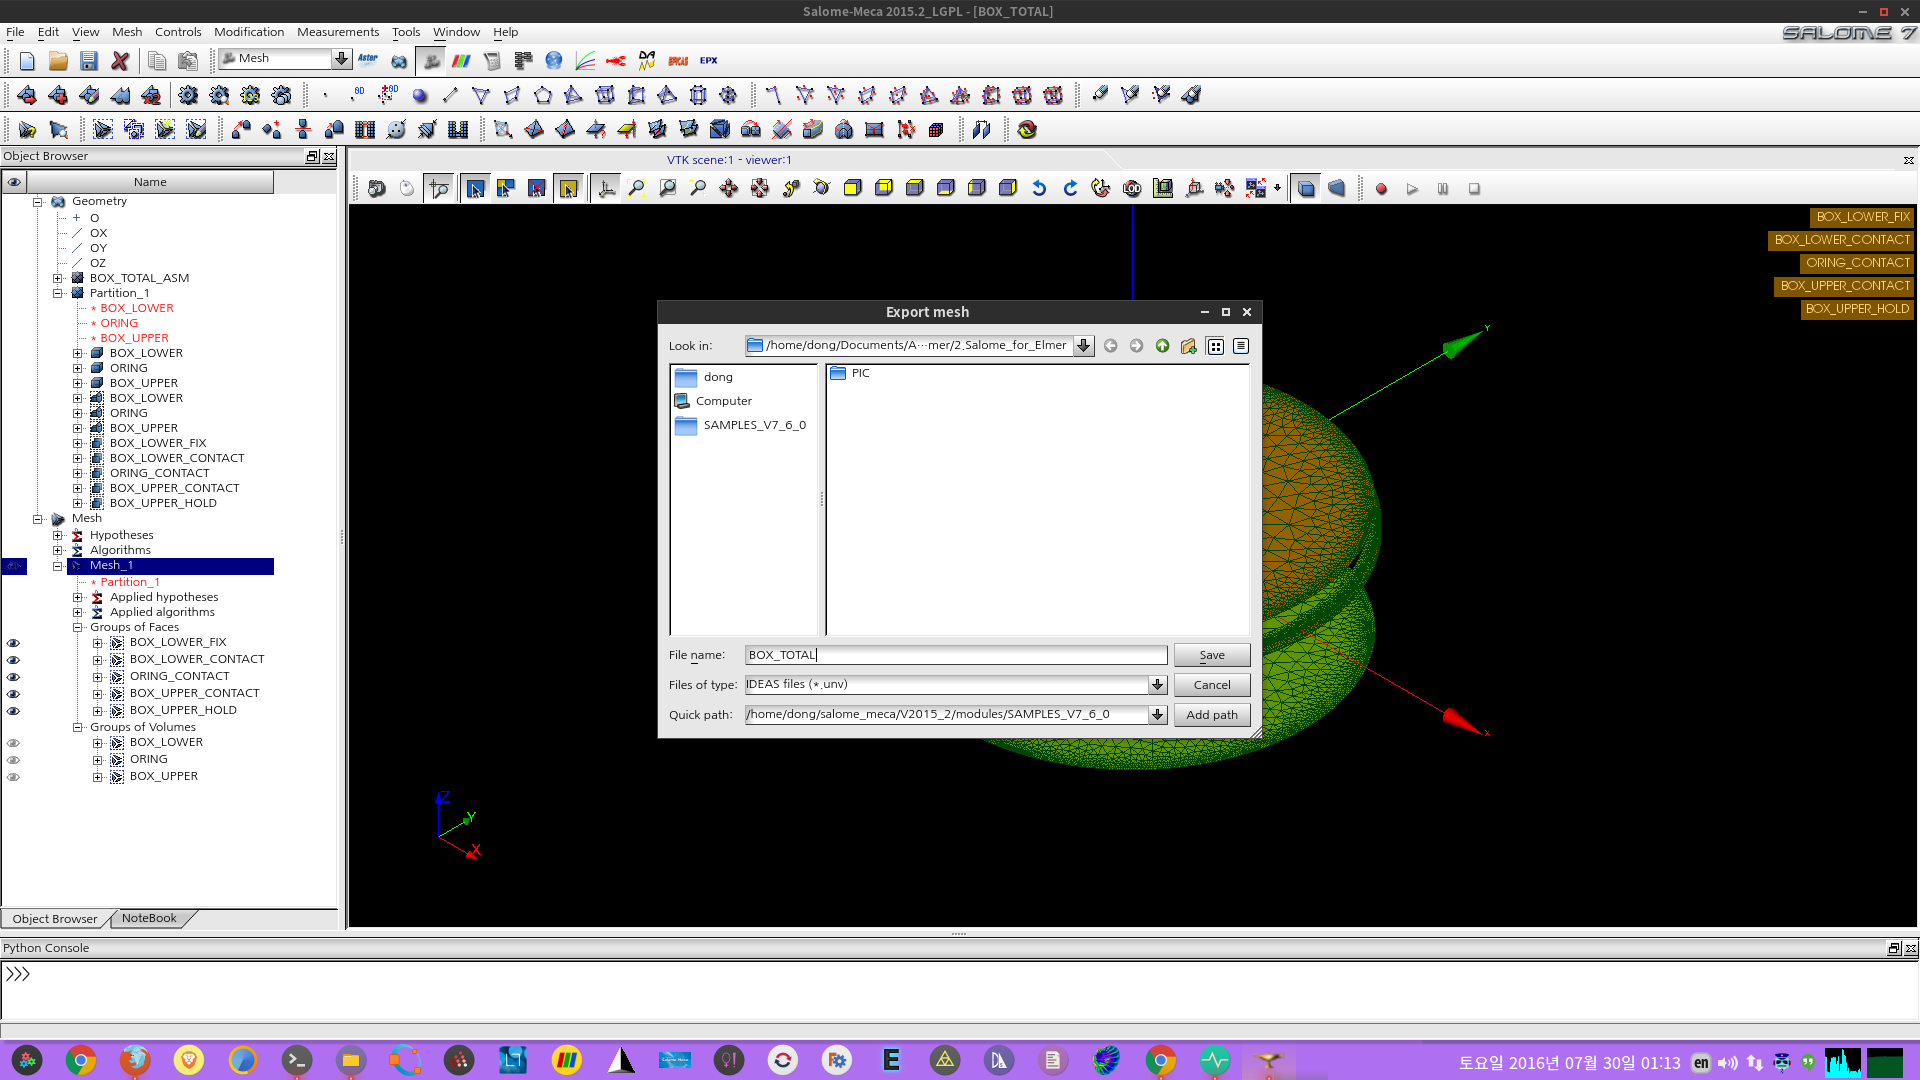 Salome-Meca 2015.2_LGPL - [BOX_TOTAL]
File Edit View Mesh Controls Modification Measurements Tools Window Help
SALOME 7
Mesh
Aster
EFICAS
EPX
0D
0D
Object Browser
VTK scene:1 - viewer:1
Name
Geometry
O
OX
OY
OZ
BOX_TOTAL_ASM
Partition_1
* BOX_LOWER
* ORING
* BOX_UPPER
BOX_LOWER
ORING
BOX_UPPER
BOX_LOWER
ORING
BOX_UPPER
BOX_LOWER_FIX
BOX_LOWER_CONTACT
ORING_CONTACT
BOX_UPPER_CONTACT
BOX_UPPER_HOLD
Mesh
Hypotheses
Algorithms
Mesh_1
* Partition_1
Applied hypotheses
Applied algorithms
Groups of Faces
BOX_LOWER_FIX
BOX_LOWER_CONTACT
ORING_CONTACT
BOX_UPPER_CONTACT
BOX_UPPER_HOLD
Groups of Volumes
BOX_LOWER
ORING
BOX_UPPER
Object Browser
NoteBook
BOX_LOWER_FIX
BOX_LOWER_CONTACT
ORING_CONTACT
BOX_UPPER_CONTACT
BOX_UPPER_HOLD
Y
X
Z
Y
X
Export mesh
Look in:
/home/dong/Documents/A···mer/2.Salome_for_Elmer
dong
Computer
SAMPLES_V7_6_0
PIC
File name:
BOX_TOTAL
Save
Files of type:
IDEAS files (*.unv)
Cancel
Quick path:
/home/dong/salome_meca/V2015_2/modules/SAMPLES_V7_6_0
Add path
Python Console
>>>
토요일 2016년 07월 30일 01:13
en